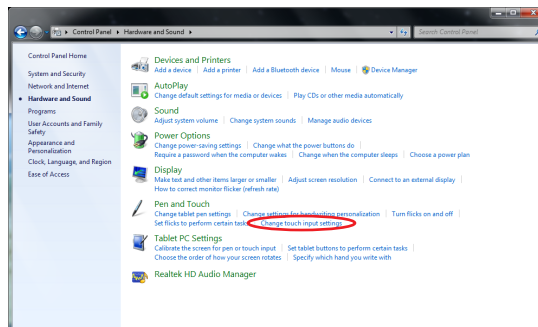 Control Panel
Hardware and Sound
Search Control Panel
Control Panel Home
System and Security
Network and Internet
Hardware and Sound
Programs
User Accounts and Family
Safety
Appearance and
Personalization
Clock, Language, and Region
Ease of Access
Devices and Printers
Add a device Add a printer Add a Bluetooth device Mouse Device Manager
AutoPlay
Change default settings for media or devices Play CDs or other media automatically
Sound
Adjust system volume Change system sounds Manage audio devices
Power Options
Change power-saving settings Change what the power buttons do
Require a password when the computer wakes Change when the computer sleeps Choose a power plan
Display
Make text and other items larger or smaller Adjust screen resolution Connect to an external display
How to correct monitor flicker (refresh rate)
Pen and Touch
Change tablet pen settings Change settings for handwriting personalization Turn flicks on and off
Set flicks to perform certain tasks Change touch input settings
Tablet PC Settings
Calibrate the screen for pen or touch input Set tablet buttons to perform certain tasks
Choose the order of how your screen rotates Specify which hand you write with
Realtek HD Audio Manager